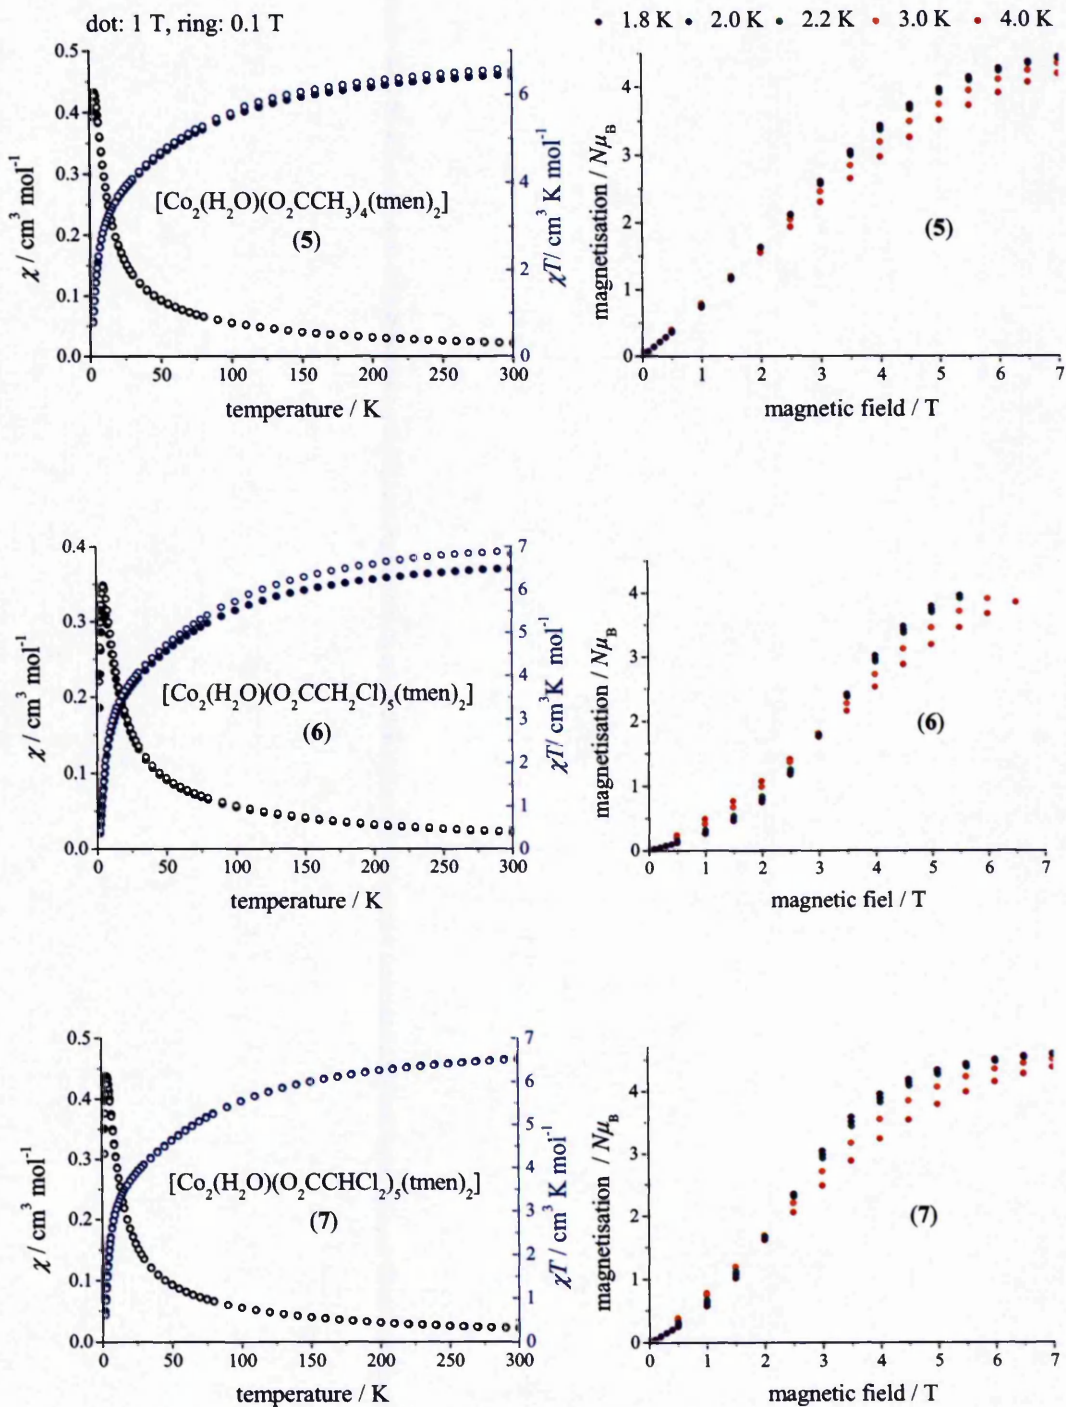 dot: 1 T, ring: 0.1 T
1.8 K 2.0 K 2.2 K 3.0 K 4.0 K
0.5
0.4
0.3
0.2
0.1
0.0
χ / cm³ mol⁻¹
[Co₂(H₂O)(O₂CCH₃)₄(tmen)₂]
(5)
6
4
2
0
χT/ cm³ K mol⁻¹
0 50 100 150 200 250 300
temperature / K
4
3
2
1
0
magnetisation / Nμ_B
(5)
0 1 2 3 4 5 6 7
magnetic field / T
0.4
0.3
0.2
0.1
0.0
χ / cm³ mol⁻¹
[Co₂(H₂O)(O₂CCH₂Cl)₅(tmen)₂]
(6)
7
6
5
4
3
2
1
0
χT/ cm³K mol⁻¹
0 50 100 150 200 250 300
temperature / K
4
3
2
1
0
magnetisation / Nμ_B
(6)
0 1 2 3 4 5 6 7
magnetic fiel / T
0.5
0.4
0.3
0.2
0.1
0.0
χ / cm³ mol⁻¹
[Co₂(H₂O)(O₂CCHCl₂)₅(tmen)₂]
(7)
7
6
5
4
3
2
1
0
χT/ cm³ K mol⁻¹
0 50 100 150 200 250 300
temperature / K
4
3
2
1
0
magnetisation / Nμ_B
(7)
0 1 2 3 4 5 6 7
magnetic field / T